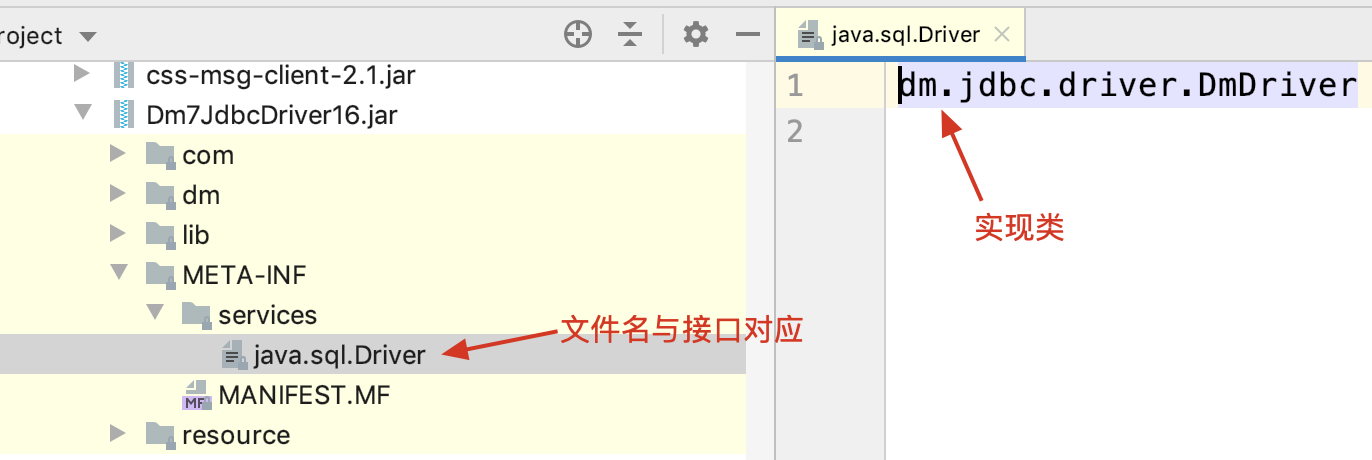 roject
css-msg-client-2.1.jar
Dm7JdbcDriver16.jar
com
dm
lib
META-INF
services
java.sql.Driver
MF
MANIFEST.MF
resource
文件名与接口对应
java.sql.Driver
1 dm.jdbc.driver.DmDriver
2
实现类